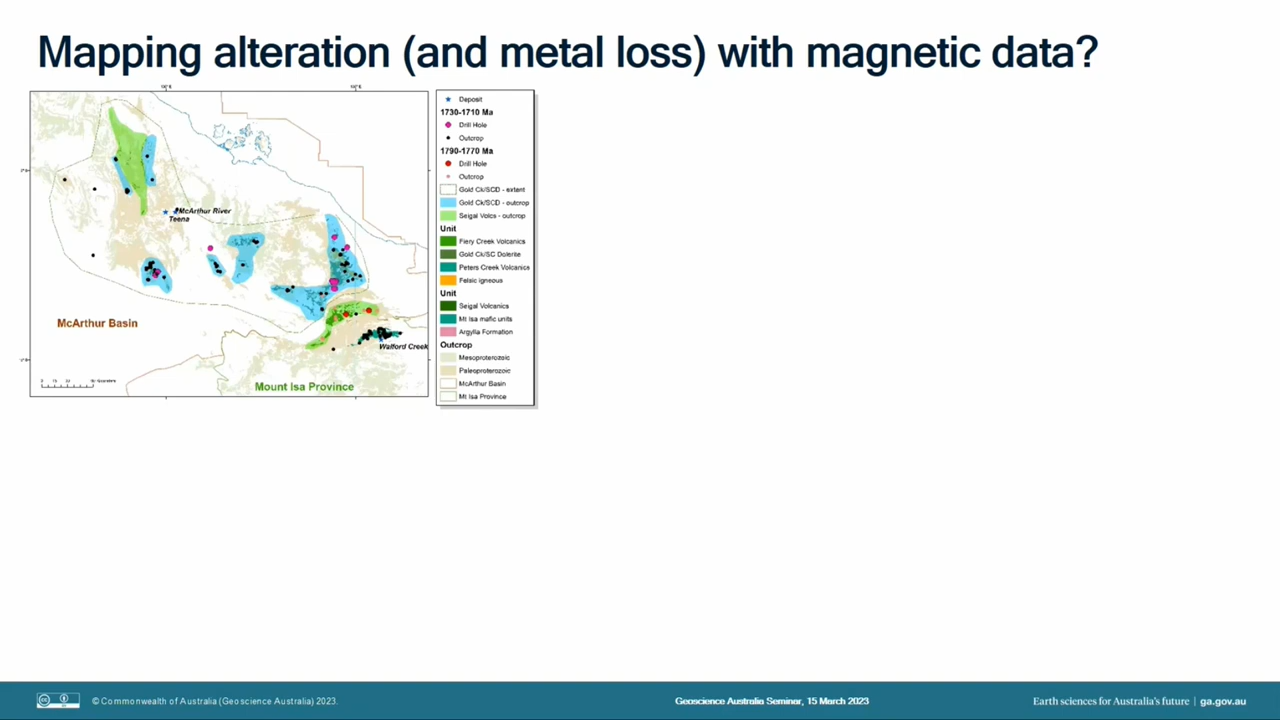 Mapping alteration (and metal loss) with magnetic data?
McArthur River
Teena
McArthur Basin
Walford Creek
Mount Isa Province
Deposit
1730-1710 Ma
Drill Hole
Outcrop
1790-1770 Ma
Drill Hole
Outcrop
Gold Ck/SCD - extent
Gold Ck/SCD - outcrop
Seigal Volcs - outcrop
Unit
Fiery Creek Volcanics
Gold Ck/SC Dolerite
Peters Creek Volcanics
Felsic igneous
Unit
Seigal Volcanics
Mt Isa mafic units
Argylla Formation
Outcrop
Mesoproterozoic
Paleoproterozoic
McArthur Basin
Mt Isa Province
© Commonwealth of Australia (Geoscience Australia) 2023.
Geoscience Australia Seminar, 15 March 2023
Earth sciences for Australia's future | ga.gov.au